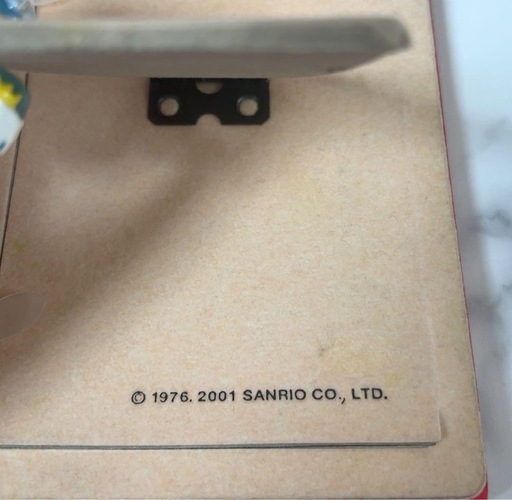 © 1976. 2001 SANRIO CO., LTD.